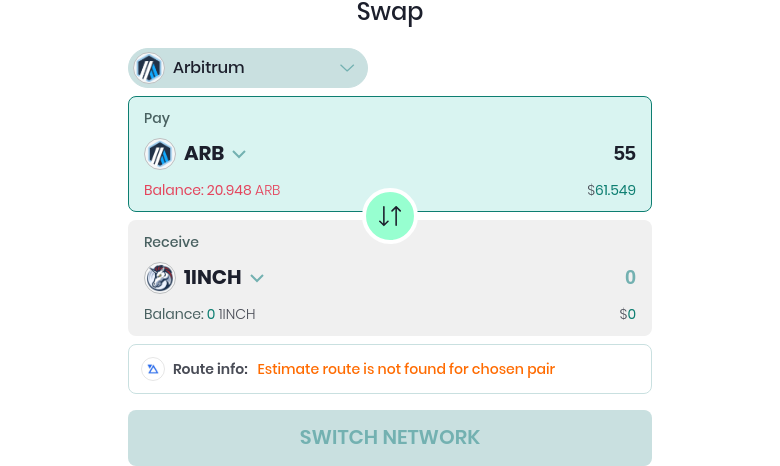 Swap
Arbitrum
Pay
ARB
55
Balance: 20.948 ARB
$61.549
Receive
1INCH
0
Balance: 0 1INCH
$0
Route info: Estimate route is not found for chosen pair
SWITCH NETWORK